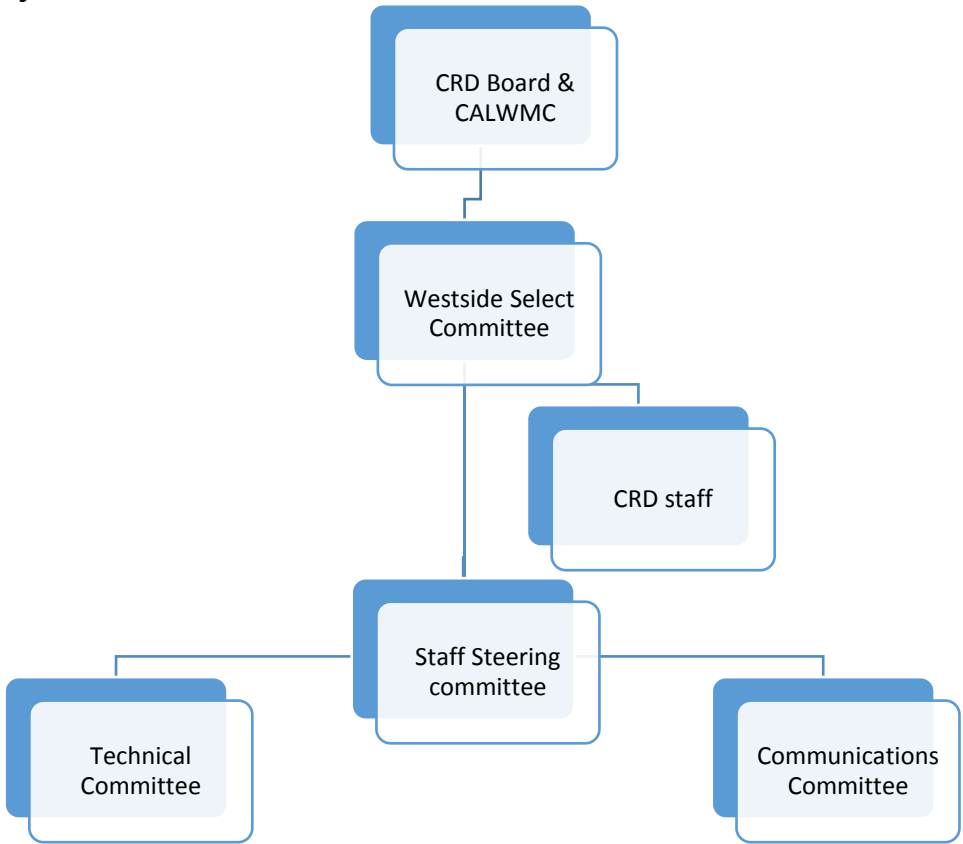 CRD Board &
CALWMC
Westside Select
Committee
CRD staff
Staff Steering
committee
Technical
Committee
Communications
Committee